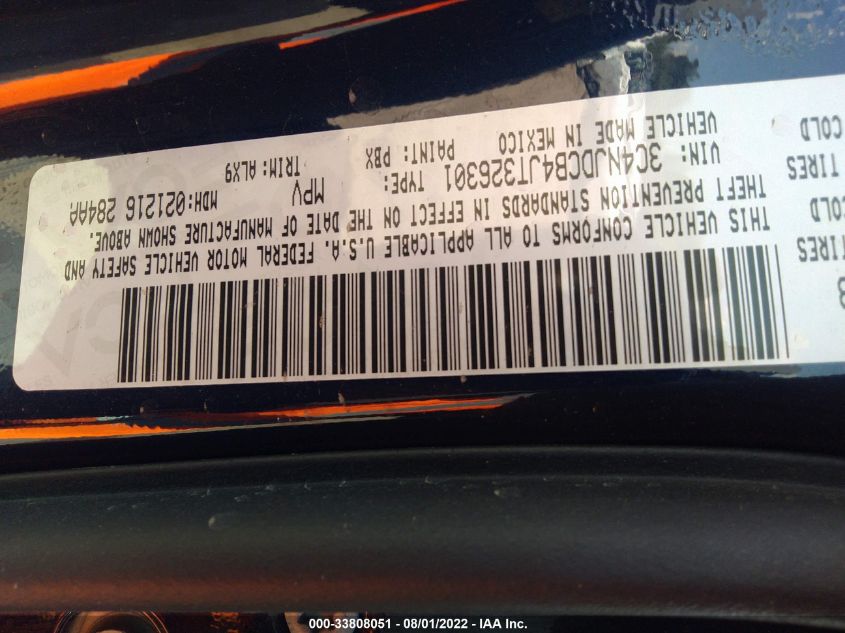 THIS VEHICLE CONFORMS TO ALL APPLICABLE U.S.A. FEDERAL MOTOR VEHICLE SAFETY AND
THEFT PREVENTION STANDARDS IN EFFECT ON THE DATE OF MANUFACTURE SHOWN ABOVE.
VIN: 3C4NJDCB4JT326301 TYPE: MPV MDH:021216 284AA
VEHICLE MADE IN MEXICO PAINT: PBX TRIM: ALX9
TIRES
COLD
TIRES
COLD
000-33808051 - 08/01/2022 - IAA Inc.